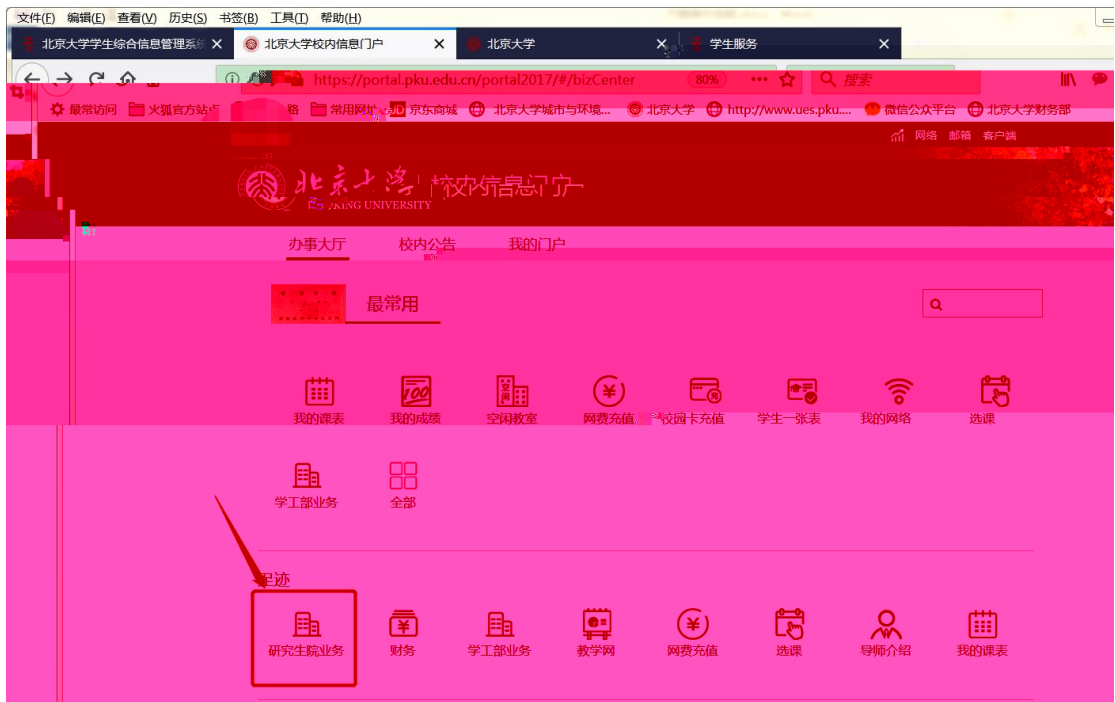 文件(F) 编辑(E) 查看(V) 历史(S) 书签(B) 工具(T) 帮助(H)
北京大学学生综合信息管理系统 北京大学校内信息门户 北京大学 学生服务
https://portal.pku.edu.cn/portal2017/#/bizCenter 80% 搜索
最常访问 火狐官方站点 常用网址 JD 京东商城 北京大学城市与环境... 北京大学 http://www.ues.pku.... 微信公众平台 北京大学财务部
网络 邮箱 客户端
北京大学 校内信息门户
UNIVERSITY
办事大厅 校内公告 我的门户
最常用
我的课表 我的成绩 空闲教室 网费充值 校园卡充值 学生一张表 我的网络 选课
学工部业务 全部
足迹
研究生院业务 财务 学工部业务 教学网 网费充值 选课 导师介绍 我的课表